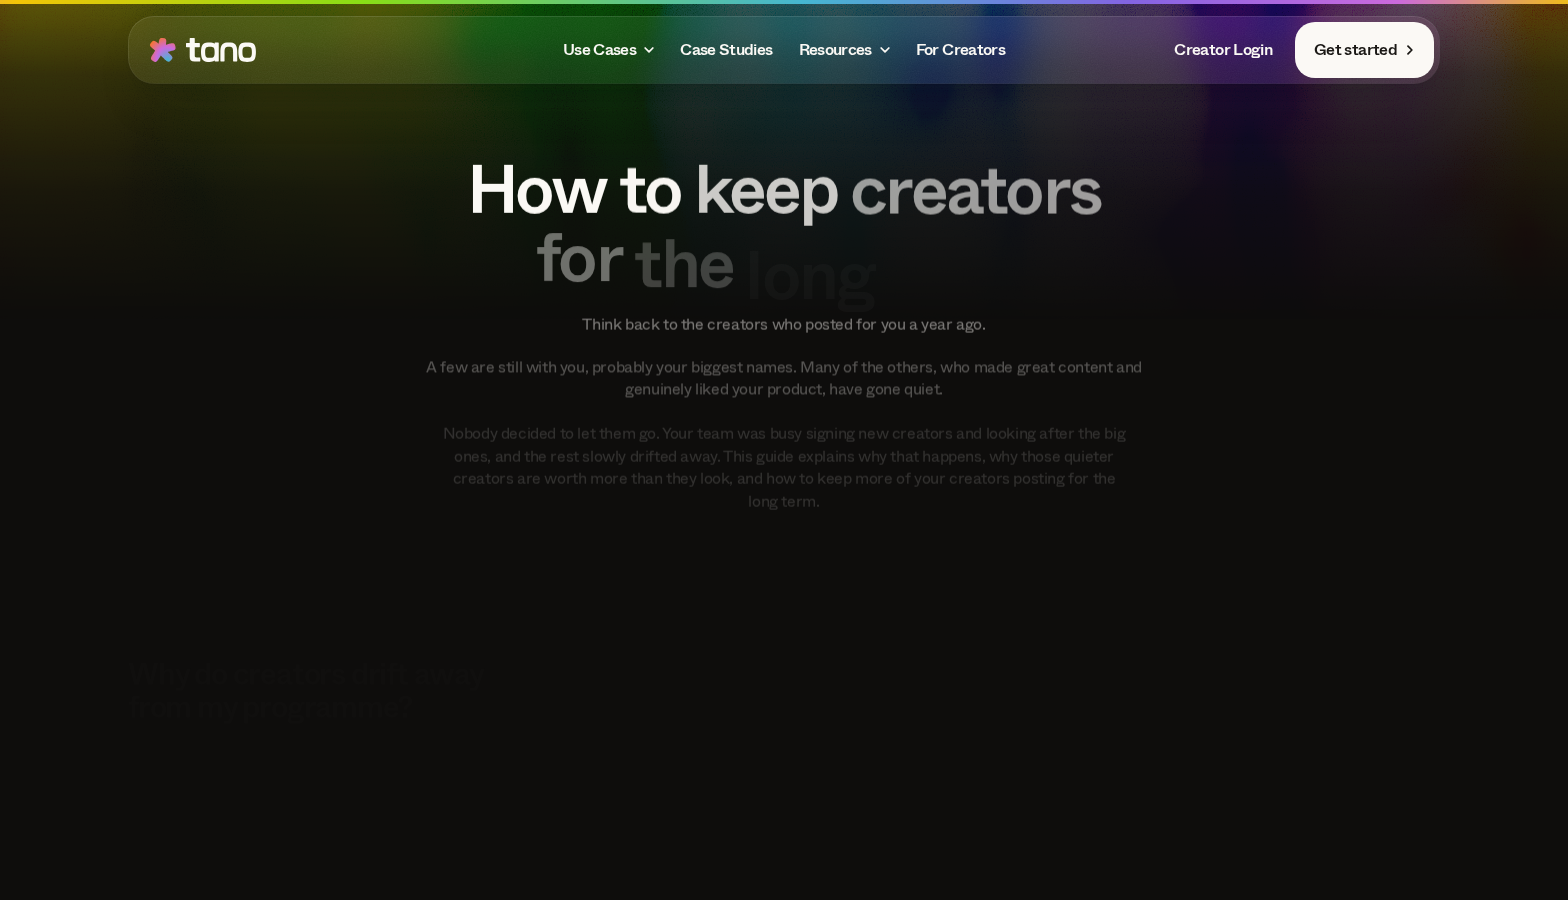 tano
Use Cases
Case Studies
Resources
For Creators
Creator Login
Get started
How to keep creators
for the long
Think back to the creators who posted for you a year ago.
A few are still with you, probably your biggest names. Many of the others, who made great content and
genuinely liked your product, have gone quiet.
Nobody decided to let them go. Your team was busy signing new creators and looking after the big
ones, and the rest slowly drifted away. This guide explains why that happens, why those quieter
creators are worth more than they look, and how to keep more of your creators posting for the
long term.
Why do creators drift away
from my programme?